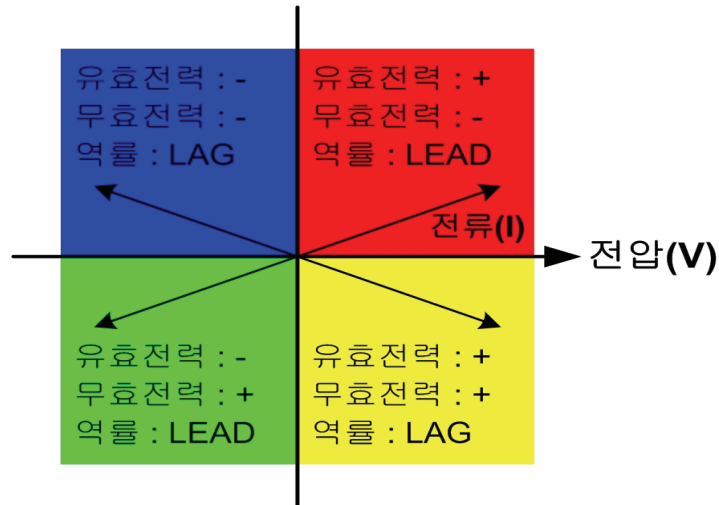 유효전력 : -
무효전력 : -
역률 : LAG
유효전력 : +
무효전력 : -
역률 : LEAD
전류(I)
전압(V)
유효전력 : -
무효전력 : +
역률 : LEAD
유효전력 : +
무효전력 : +
역률 : LAG